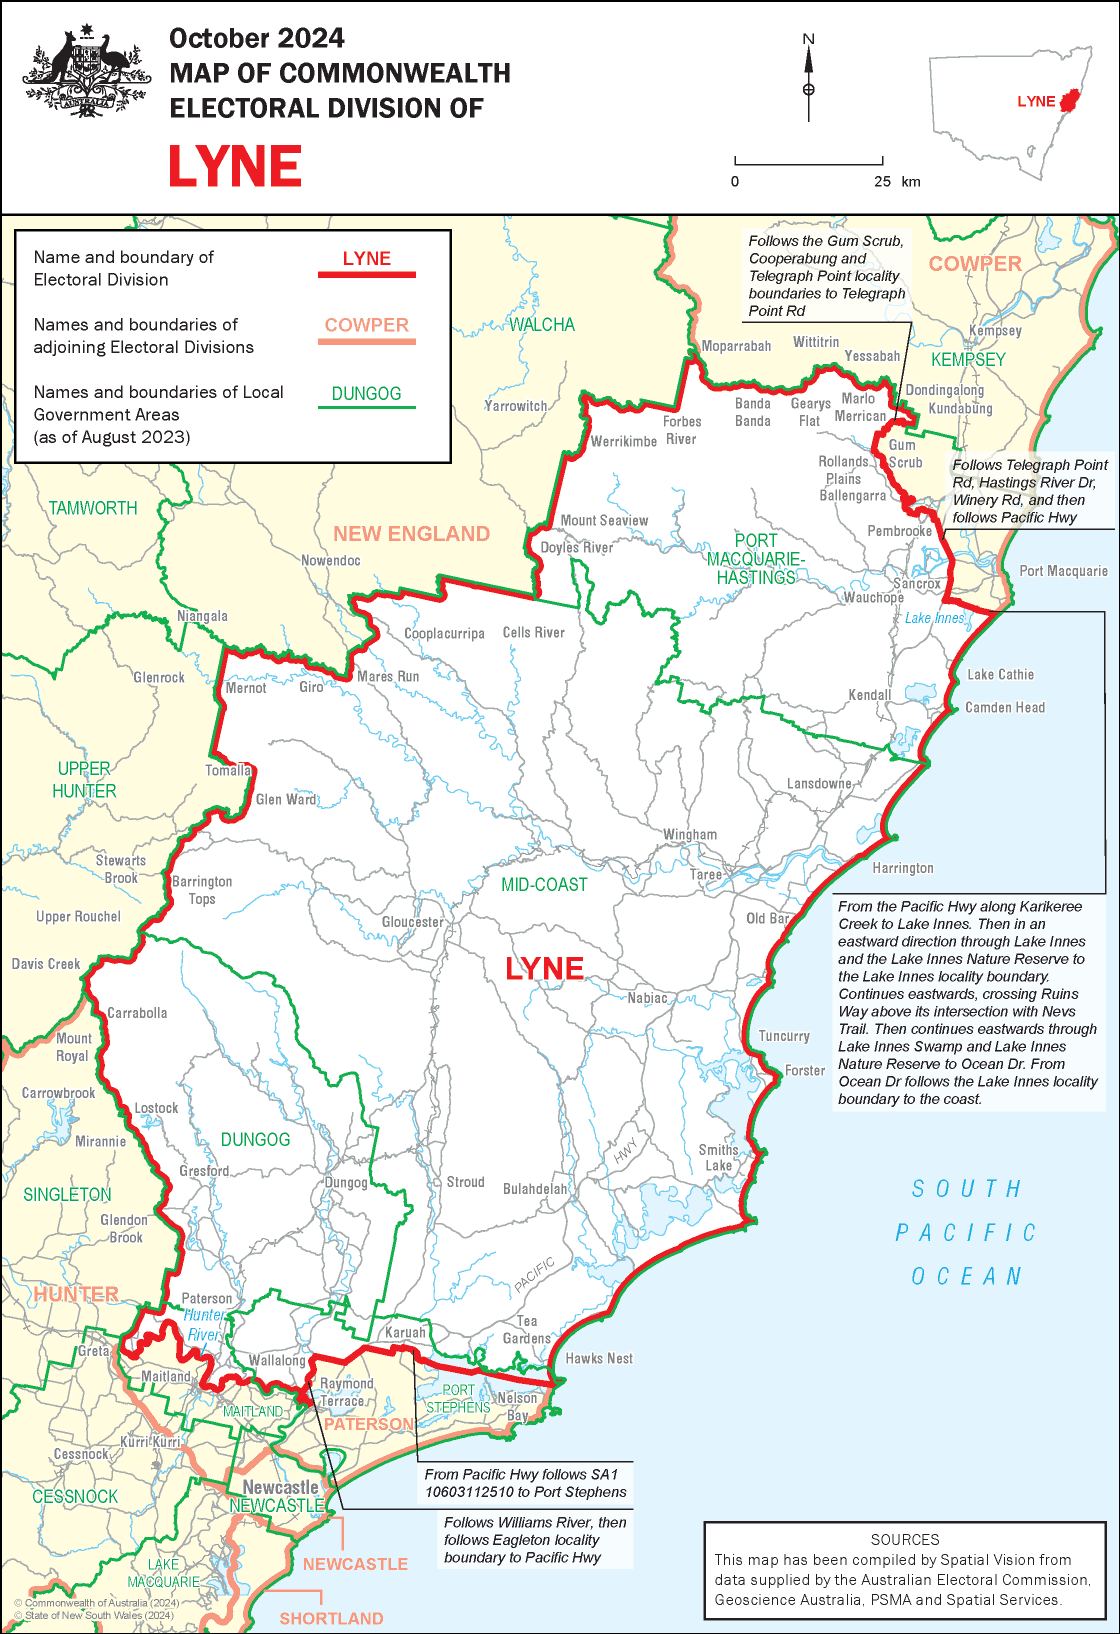 October 2024
MAP OF COMMONWEALTH
ELECTORAL DIVISION OF
LYNE
AUSTRALIA
N
0 25 km
LYNE
Name and boundary of
Electoral Division
LYNE
Names and boundaries of
adjoining Electoral Divisions
COWPER
Names and boundaries of Local
Government Areas
(as of August 2023)
DUNGOG
Follows the Gum Scrub,
Cooperabung and
Telegraph Point locality
boundaries to Telegraph
Point Rd
COWPER
WALCHA
Kempsey
KEMPSEY
Moparrabah
Wittitrin
Yessabah
Dondingalong
Kundabung
Yarrowitch
Banda
Banda
Gearys
Flat
Marlo
Merrican
Forbes
River
Werrikimbe
Gum
Scrub
Rollands
Plains
Ballengarra
Follows Telegraph Point
Rd, Hastings River Dr,
Winery Rd, and then
follows Pacific Hwy
TAMWORTH
NEW ENGLAND
Mount Seaview
Doyles River
Pembrooke
PORT
MACQUARIE-
HASTINGS
Nowendoc
Port Macquarie
Sancrox
Wauchope
Lake Innes
Niangala
Cooplacurripa
Cells River
Glenrock
Mernot
Giro
Mares Run
Lake Cathie
Kendall
Camden Head
UPPER
HUNTER
Tomalla
Glen Ward
Lansdowne
Wingham
Stewarts
Brook
Barrington
Tops
Taree
Harrington
MID-COAST
Upper Rouchel
Gloucester
Old Bar
Davis Creek
LYNE
From the Pacific Hwy along Karikeree
Creek to Lake Innes. Then in an
eastward direction through Lake Innes
and the Lake Innes Nature Reserve to
the Lake Innes locality boundary.
Continues eastwards, crossing Ruins
Way above its intersection with Nevs
Trail. Then continues eastwards through
Lake Innes Swamp and Lake Innes
Nature Reserve to Ocean Dr. From
Ocean Dr follows the Lake Innes locality
boundary to the coast.
Nabiac
Carrabolla
Mount
Royal
Tuncurry
Forster
Carrowbrook
Lostock
Mirannie
DUNGOG
HWY
Smiths
Lake
Gresford
Dungog
Stroud
Bulahdelah
SINGLETON
Glendon
Brook
SOUTH
PACIFIC
OCEAN
PACIFIC
HUNTER
Paterson
Hunter
River
Karuah
Tea
Gardens
Greta
Wallalong
Hawks Nest
Maitland
Raymond
Terrace
PORT
STEPHENS
Nelson
Bay
MAITLAND
PATERSON
Kurri Kurri
Cessnock
CESSNOCK
Newcastle
NEWCASTLE
From Pacific Hwy follows SA1
10603112510 to Port Stephens
Follows Williams River, then
follows Eagleton locality
boundary to Pacific Hwy
LAKE
MACQUARIE
NEWCASTLE
SHORTLAND
© Commonwealth of Australia (2024)
© State of New South Wales (2024)
SOURCES
This map has been compiled by Spatial Vision from
data supplied by the Australian Electoral Commission,
Geoscience Australia, PSMA and Spatial Services.